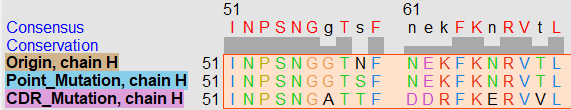 51 61
Consensus I N P S N G g T s F n e k F K n R V t L
Conservation
Origin, chain H 51 I N P S N G G T N F N E K F K N R V T L
Point_Mutation, chain H 51 I N P S N G G T S F N E K F K N R V T L
CDR_Mutation, chain H 51 I N P S N G A T T F D D R F K E R V V L